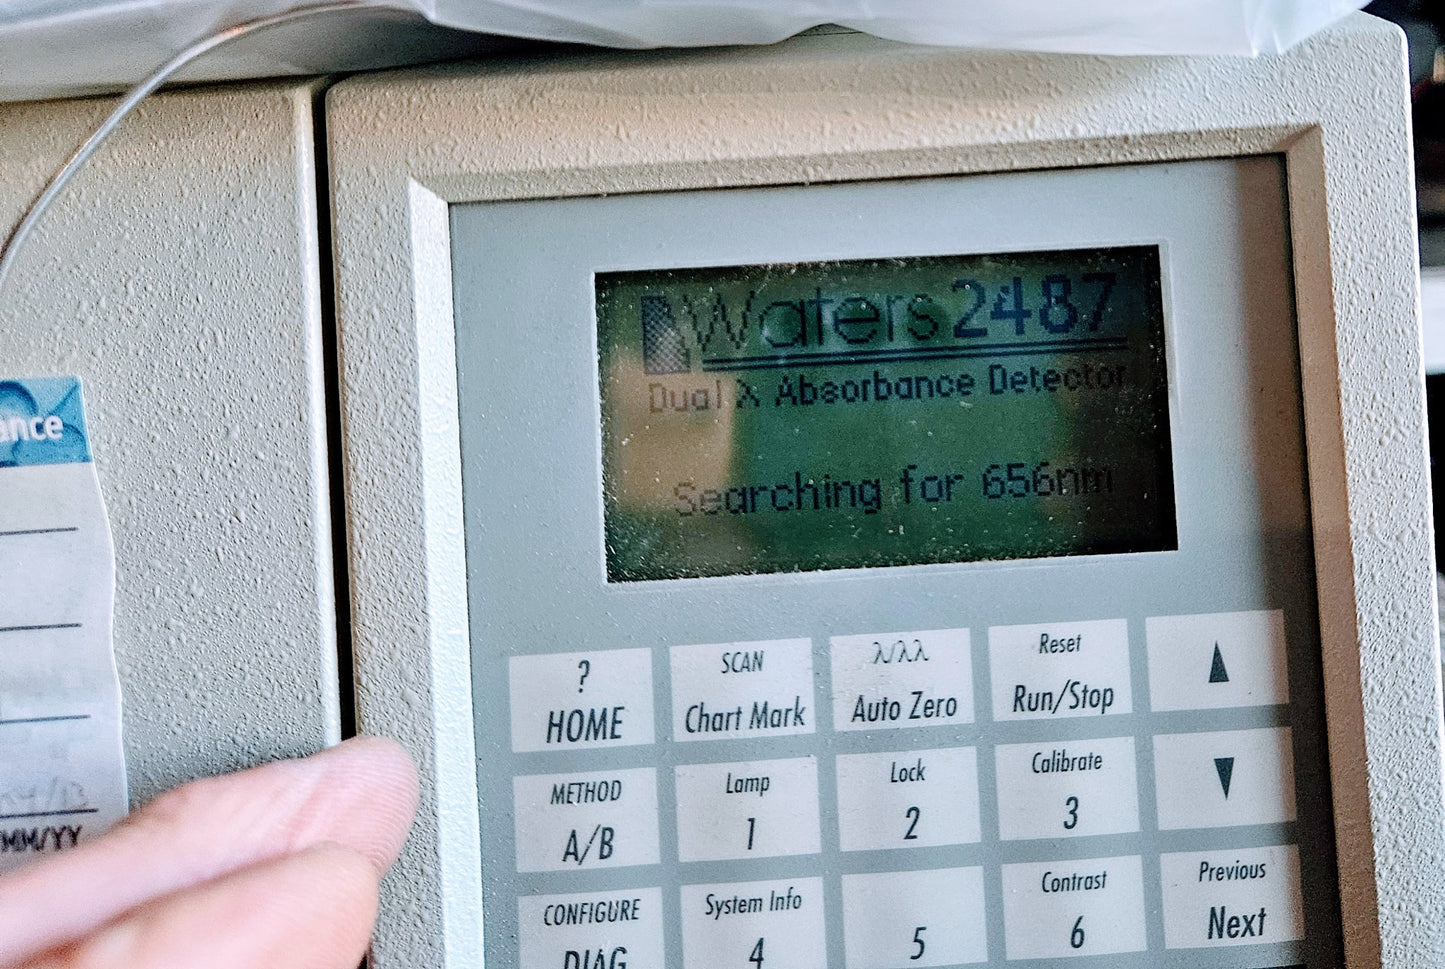 Waters 2487
Dual λ Absorbance Detector
Searching for 656nm
ance
MM/YY
?
HOME
SCAN
Chart Mark
λ/λλ
Auto Zero
Reset
Run/Stop
METHOD
A/B
Lamp
1
Lock
2
Calibrate
3
CONFIGURE
DIAG
System Info
4
5
Contrast
6
Previous
Next